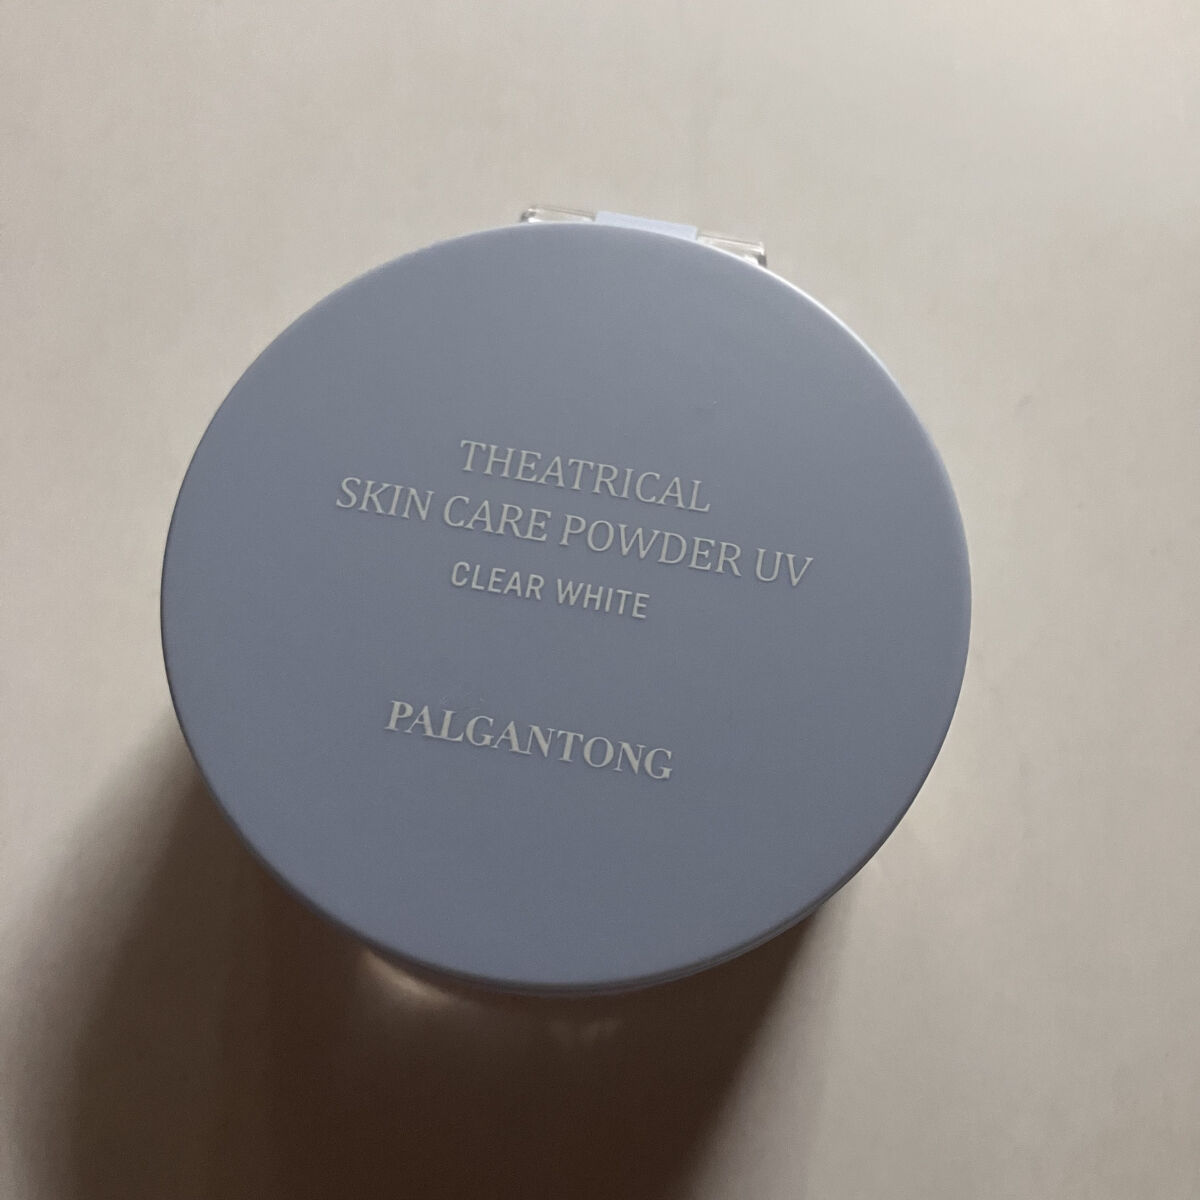 THEATRICAL
SKIN CARE POWDER UV
CLEAR WHITE
PALGANTONG